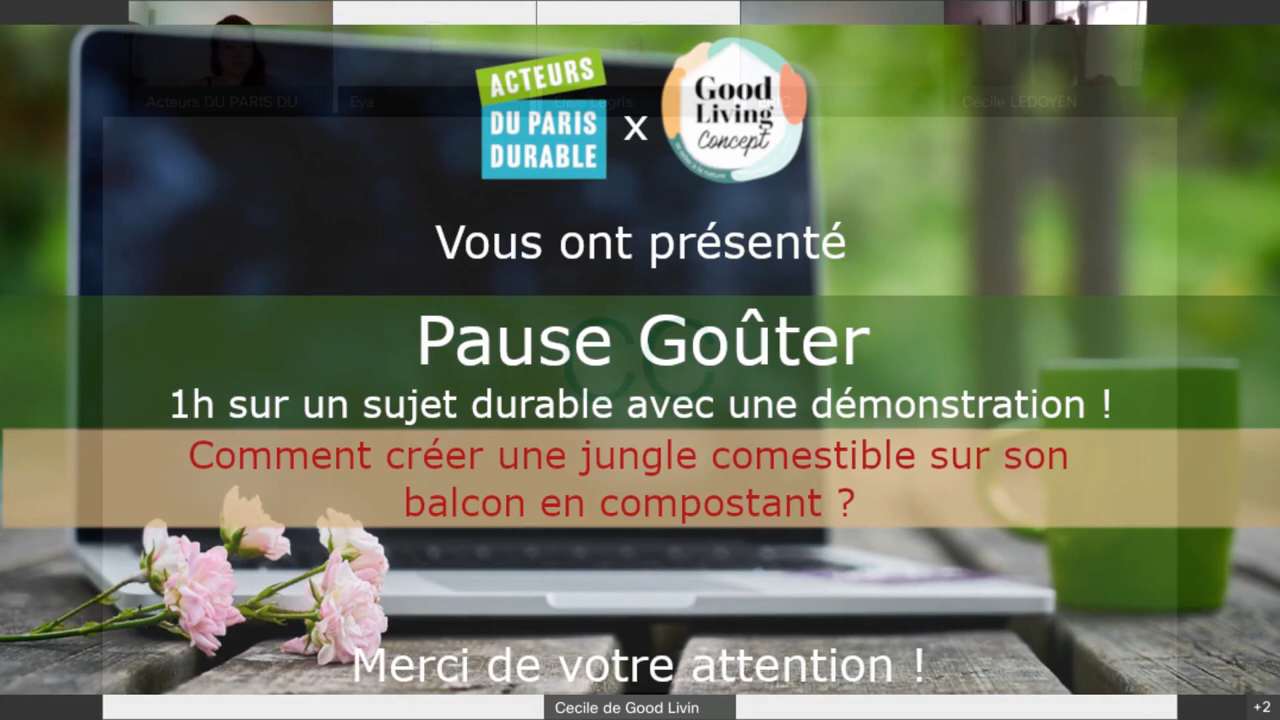 Acteurs DU PARIS DU
Eva
Cécile LEDOYEN
ACTEURS
DU PARIS
DURABLE
x
Good
Living
Concept
Vous ont présenté
Pause Goûter
1h sur un sujet durable avec une démonstration !
Comment créer une jungle comestible sur son
balcon en compostant ?
Merci de votre attention !
Cecile de Good Livin
+2